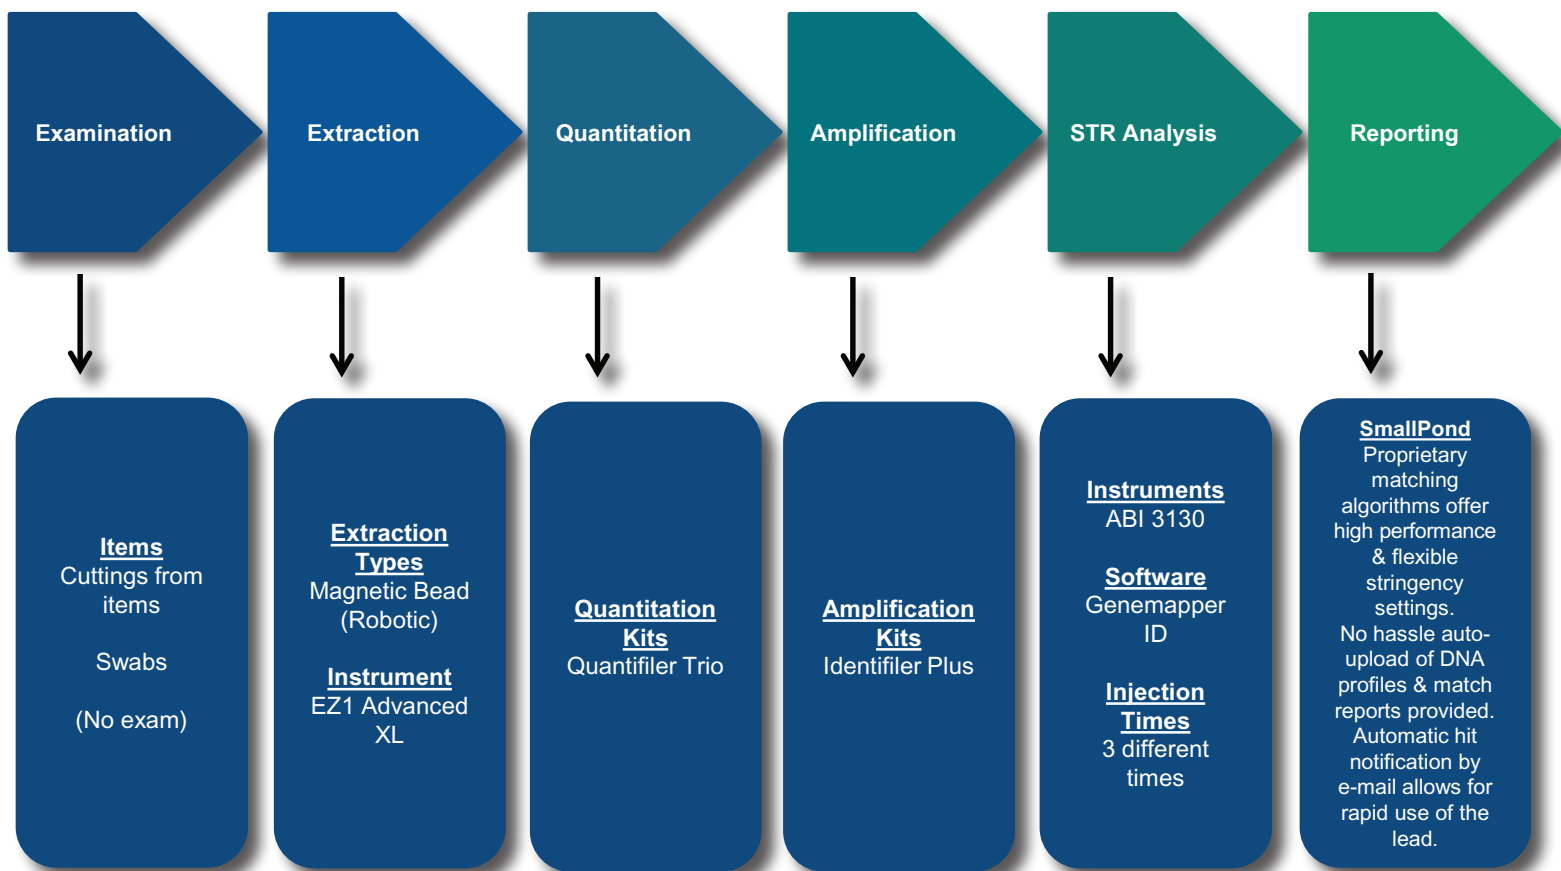 Examination
Extraction
Quantitation
Amplification
STR Analysis
Reporting
Items
Cuttings from
items
Swabs
(No exam)
Extraction
Types
Magnetic Bead
(Robotic)
Instrument
EZ1 Advanced
XL
Quantitation
Kits
Quantifiler Trio
Amplification
Kits
Identifiler Plus
Instruments
ABI 3130
Software
Genemapper
ID
Injection
Times
3 different
times
SmallPond
Proprietary
matching
algorithms offer
high performance
& flexible
stringency
settings.
No hassle auto-
upload of DNA
profiles & match
reports provided.
Automatic hit
notification by
e-mail allows for
rapid use of the
lead.